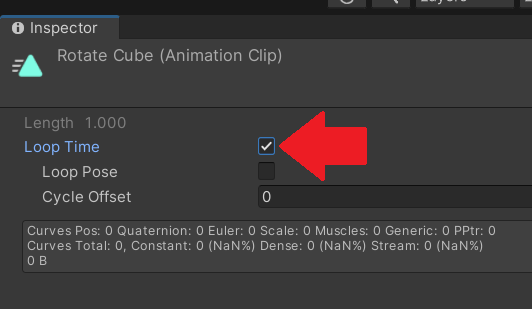 Layers
Inspector
Rotate Cube (Animation Clip)
Length 1.000
Loop Time
Loop Pose
Cycle Offset 0
Curves Pos: 0 Quaternion: 0 Euler: 0 Scale: 0 Muscles: 0 Generic: 0 PPtr: 0
Curves Total: 0, Constant: 0 (NaN%) Dense: 0 (NaN%) Stream: 0 (NaN%)
0 B